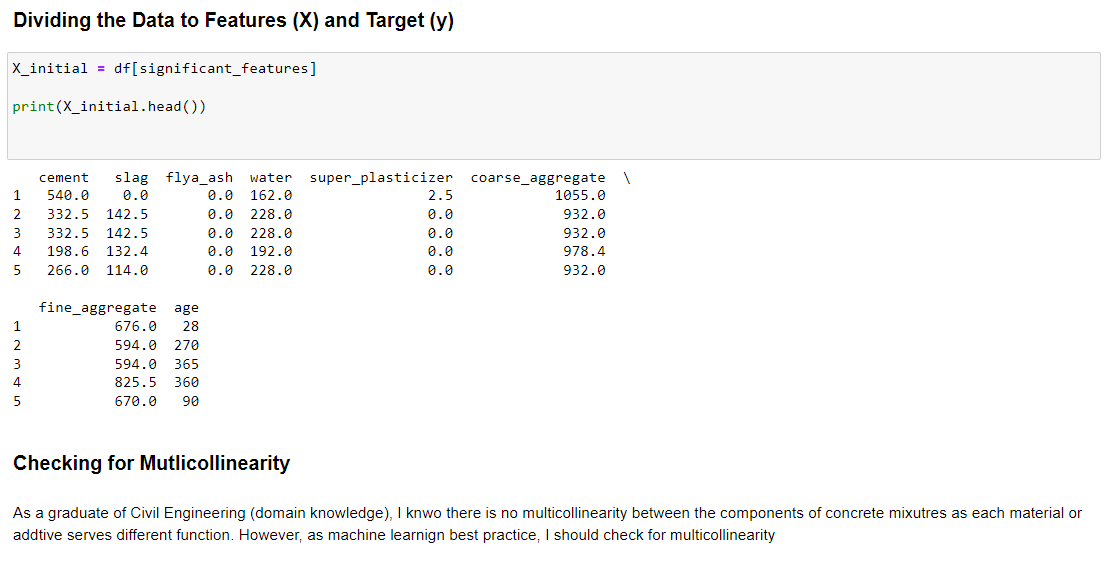 Dividing the Data to Features (X) and Target (y)
X_initial = df[significant_features]
print(X_initial.head())
cement slag flya_ash water super_plasticizer coarse_aggregate \
1 540.0 0.0 0.0 162.0 2.5 1055.0
2 332.5 142.5 0.0 228.0 0.0 932.0
3 332.5 142.5 0.0 228.0 0.0 932.0
4 198.6 132.4 0.0 192.0 0.0 978.4
5 266.0 114.0 0.0 228.0 0.0 932.0
fine_aggregate age
1 676.0 28
2 594.0 270
3 594.0 365
4 825.5 360
5 670.0 90
Checking for Mutlicollinearity
As a graduate of Civil Engineering (domain knowledge), I knwo there is no multicollinearity between the components of concrete mixutres as each material or
addtive serves different function. However, as machine learnign best practice, I should check for multicollinearity